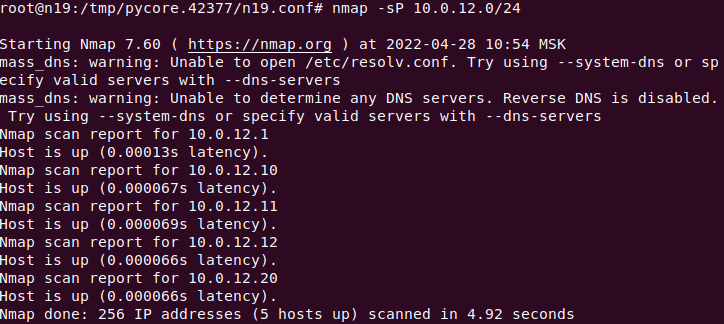 root@n19:/tmp/pycore.42377/n19.conf# nmap -sP 10.0.12.0/24
Starting Nmap 7.60 ( https://nmap.org ) at 2022-04-28 10:54 MSK
mass_dns: warning: Unable to open /etc/resolv.conf. Try using --system-dns or sp
ecify valid servers with --dns-servers
mass_dns: warning: Unable to determine any DNS servers. Reverse DNS is disabled.
 Try using --system-dns or specify valid servers with --dns-servers
Nmap scan report for 10.0.12.1
Host is up (0.00013s latency).
Nmap scan report for 10.0.12.10
Host is up (0.000067s latency).
Nmap scan report for 10.0.12.11
Host is up (0.000069s latency).
Nmap scan report for 10.0.12.12
Host is up (0.000066s latency).
Nmap scan report for 10.0.12.20
Host is up (0.000066s latency).
Nmap done: 256 IP addresses (5 hosts up) scanned in 4.92 seconds